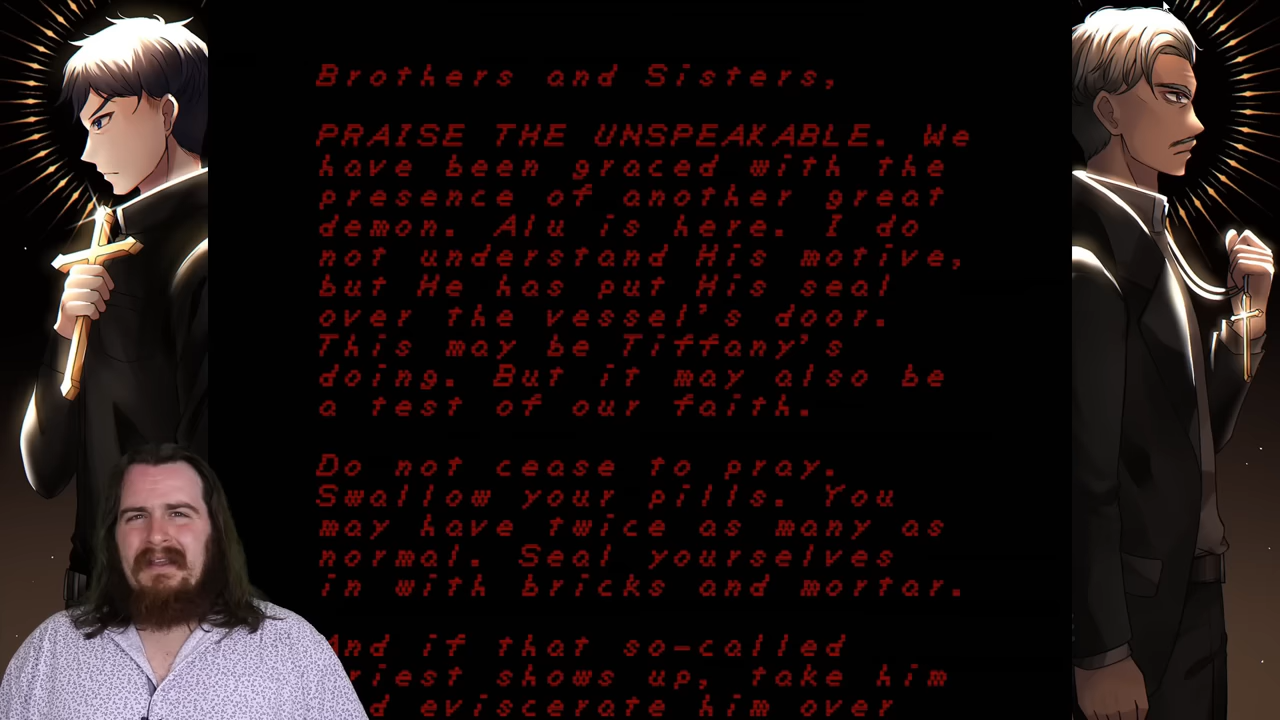 Brothers and Sisters,
PRAISE THE UNSPEAKABLE. We
have been graced with the
presence of another great
demon. Alu is here. I do
not understand His motive,
but He has put His seal
over the vessel's door.
This may be Tiffany's
doing. But it may also be
a test of our faith.
Do not cease to pray.
Swallow your pills. You
may have twice as many as
normal. Seal yourselves
in with bricks and mortar.
And if that so-called
riest shows up, take him
d eviscerate him over